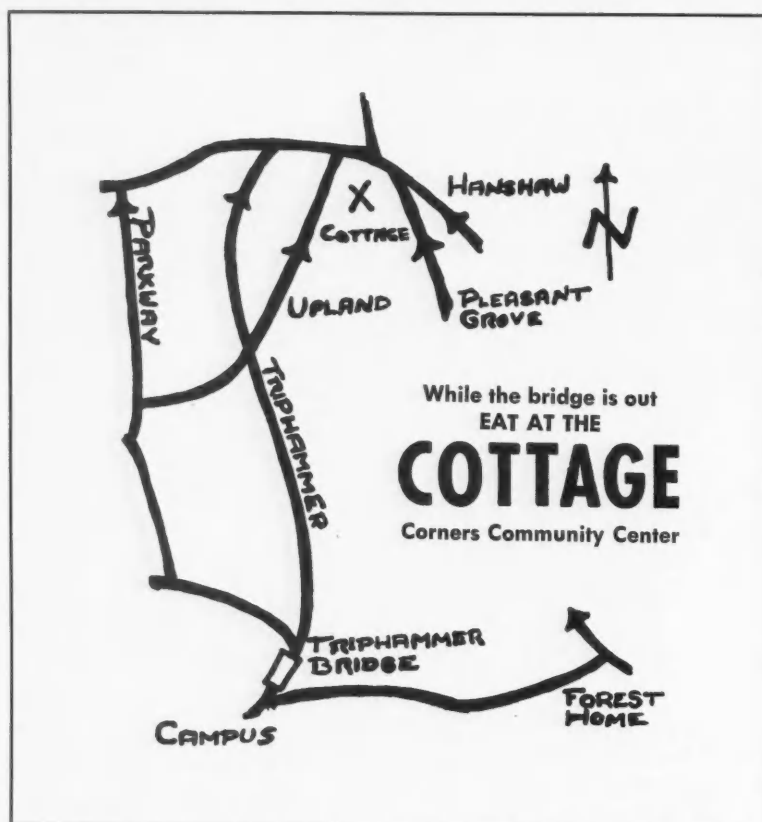 HANSHAW
N
X
COTTAGE
PARKWAY
UPLAND
PLEASANT
GROVE
TRIPHAMMER
While the bridge is out
EAT AT THE
COTTAGE
Corners Community Center
TRIPHAMMER
BRIDGE
FOREST
HOME
CAMPUS